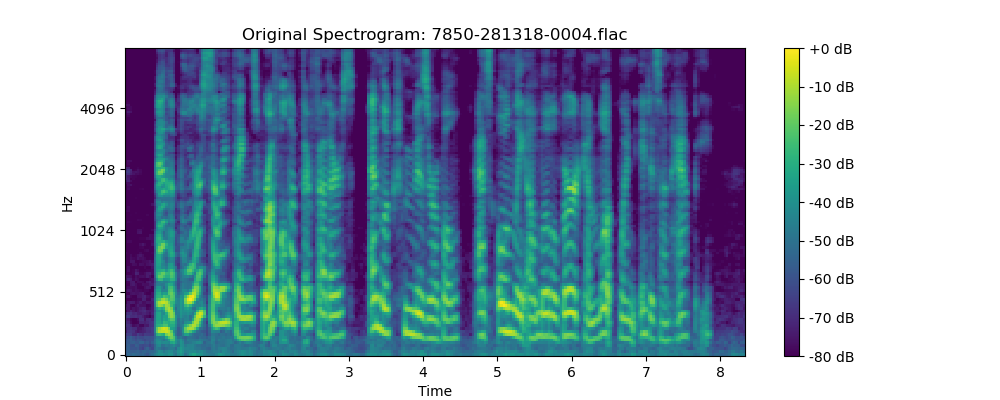 Original Spectrogram: 7850-281318-0004.flac
Hz
4096
2048
1024
512
0
0 1 2 3 4 5 6 7 8
Time
+0 dB
-10 dB
-20 dB
-30 dB
-40 dB
-50 dB
-60 dB
-70 dB
-80 dB